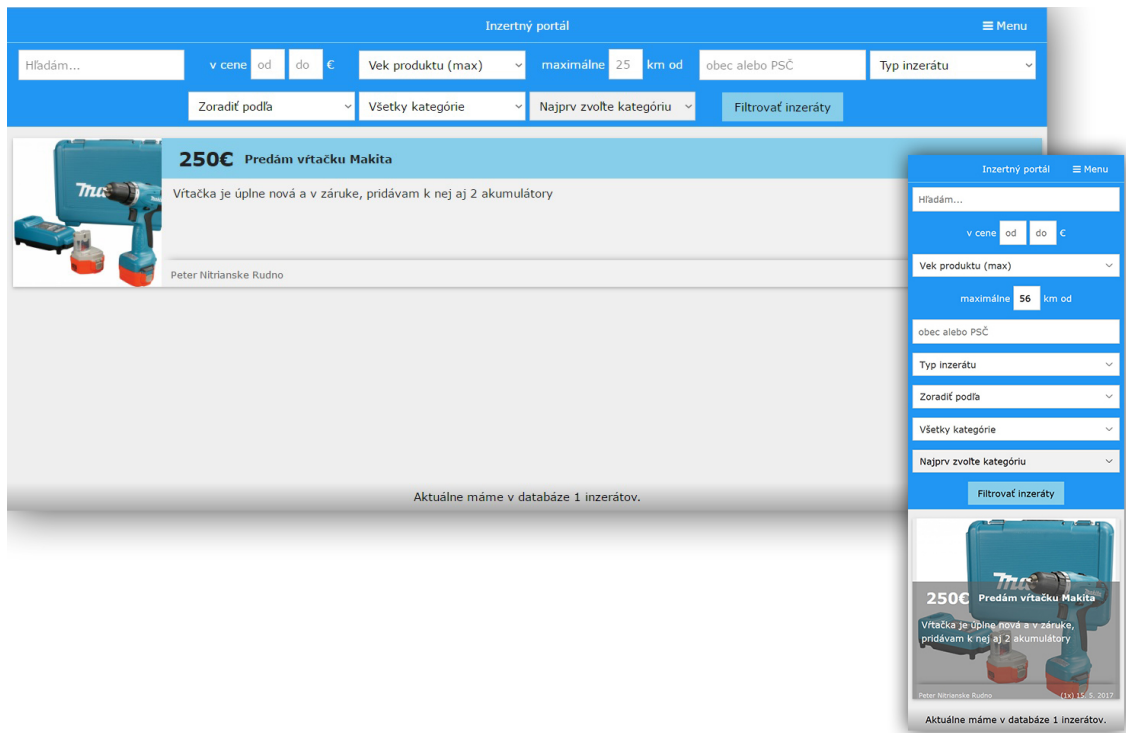 Inzertný portál
Menu
Hľadám...
v cene od do €
Vek produktu (max)
maximálne 25 km od
obec alebo PSČ
Typ inzerátu
Zoradiť podľa
Všetky kategórie
Najprv zvoľte kategóriu
Filtrovať inzeráty
250€ Predám vŕtačku Makita
Vŕtačka je úplne nová a v záruke, pridávam k nej aj 2 akumulátory
Peter Nitrianske Rudno
Aktuálne máme v databáze 1 inzerátov.
Inzertný portál
Menu
Hľadám...
v cene od do €
Vek produktu (max)
maximálne 56 km od
obec alebo PSČ
Typ inzerátu
Zoradiť podľa
Všetky kategórie
Najprv zvoľte kategóriu
Filtrovať inzeráty
250€ Predám vŕtačku Makita
Vŕtačka je úplne nová a v záruke,
pridávam k nej aj 2 akumulátory
Peter Nitrianske Rudno
(1x) 15. 5. 2017
Aktuálne máme v databáze 1 inzerátov.